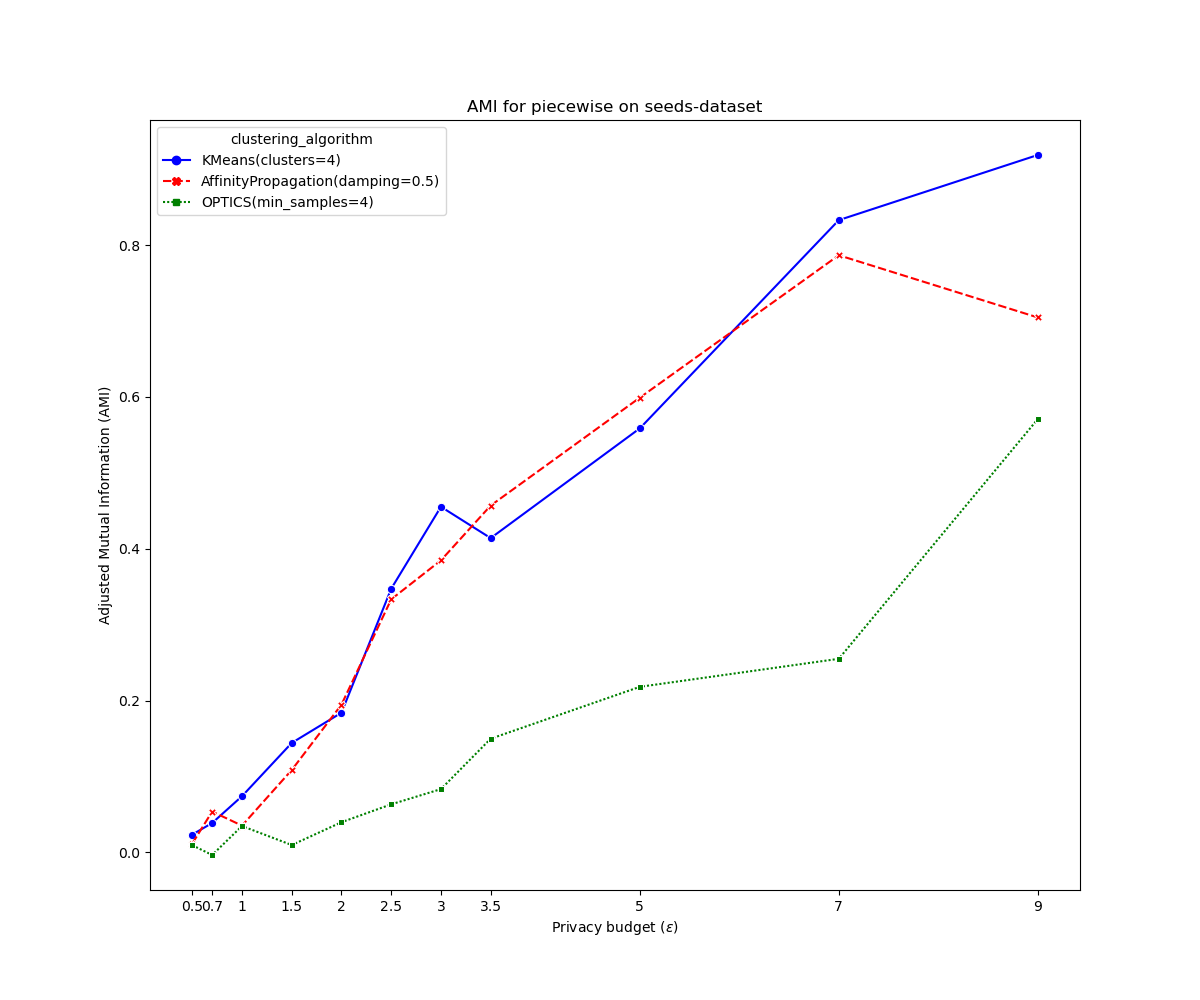 AMI for piecewise on seeds-dataset
clustering_algorithm
KMeans(clusters=4)
AffinityPropagation(damping=0.5)
OPTICS(min_samples=4)
Adjusted Mutual Information (AMI)
0.8
0.6
0.4
0.2
0.0
0.5 0.7 1 1.5 2 2.5 3 3.5 5 7 9
Privacy budget (ε)